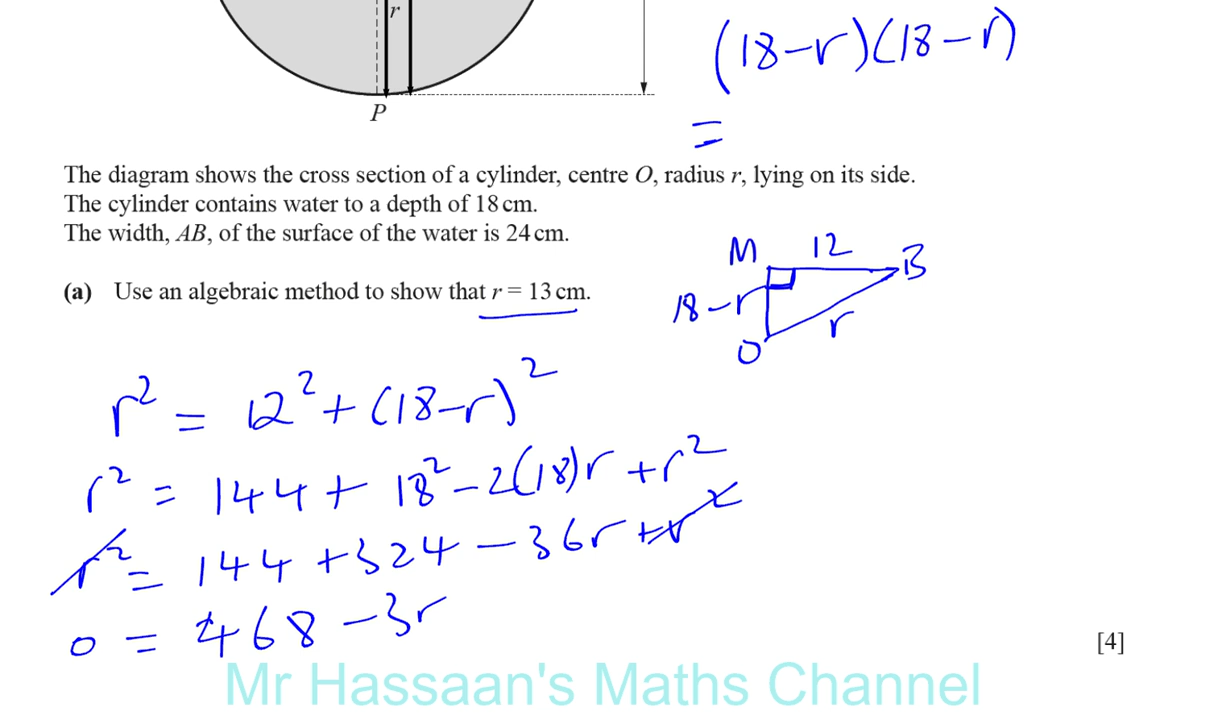 r
(18-r)(18-r)
=
P
The diagram shows the cross section of a cylinder, centre O, radius r, lying on its side.
The cylinder contains water to a depth of 18 cm.
The width, AB, of the surface of the water is 24 cm.
M 12 B
18-r r
O
(a) Use an algebraic method to show that r = 13 cm.
r² = 12² + (18-r)²
r² = 144 + 18² - 2(18)r + r²
r² = 144 + 324 - 36r + r²
0 = 468 - 3r
[4]
Mr Hassaan's Maths Channel